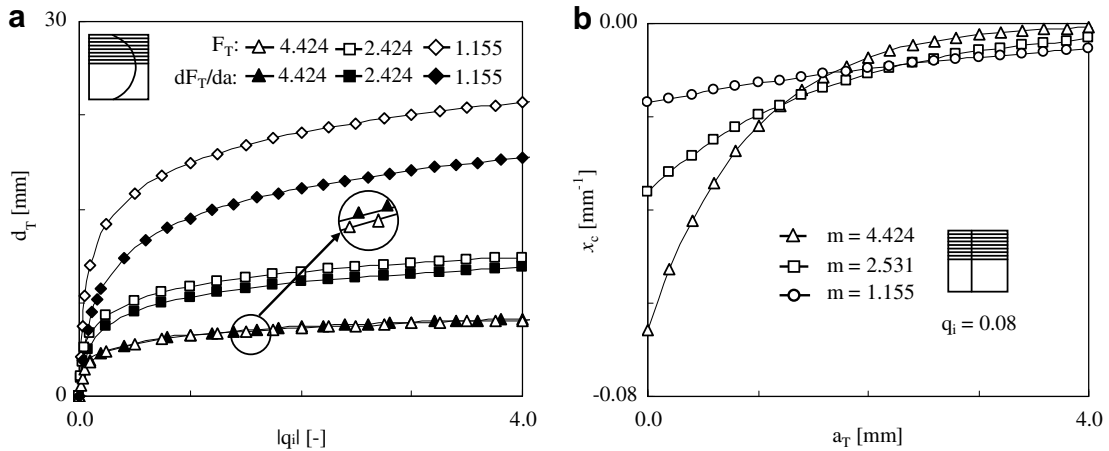 a
30
F_T: 4.424 2.424 1.155
dF_T/da: 4.424 2.424 1.155
d_T [mm]
0
0.0
4.0
|qi| [-]
b
0.00
x_c [mm⁻¹]
m = 4.424
m = 2.531
m = 1.155
q_i = 0.08
-0.08
0.0
4.0
a_T [mm]